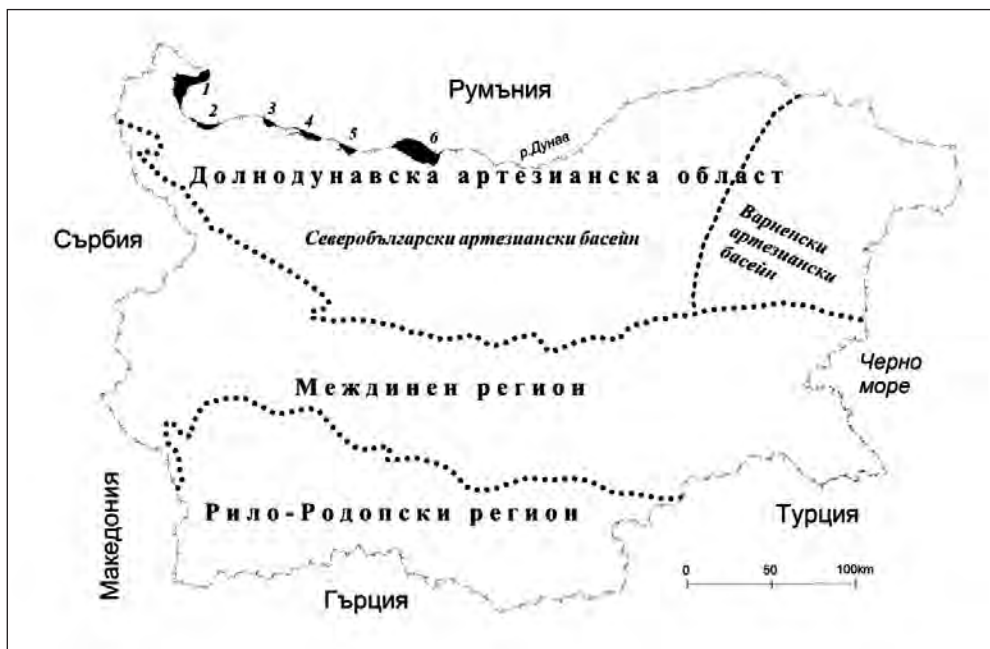 Румъния
1
2
3
4
5
6
р.Дунав
Долнодунавска артезианска област
Сърбия
Северобългарски артезиански басейн
Варненски
артезиански
басейн
Черно
море
Междинен регион
Македония
Рило-Родопски регион
Турция
Гърция
0 50 100km